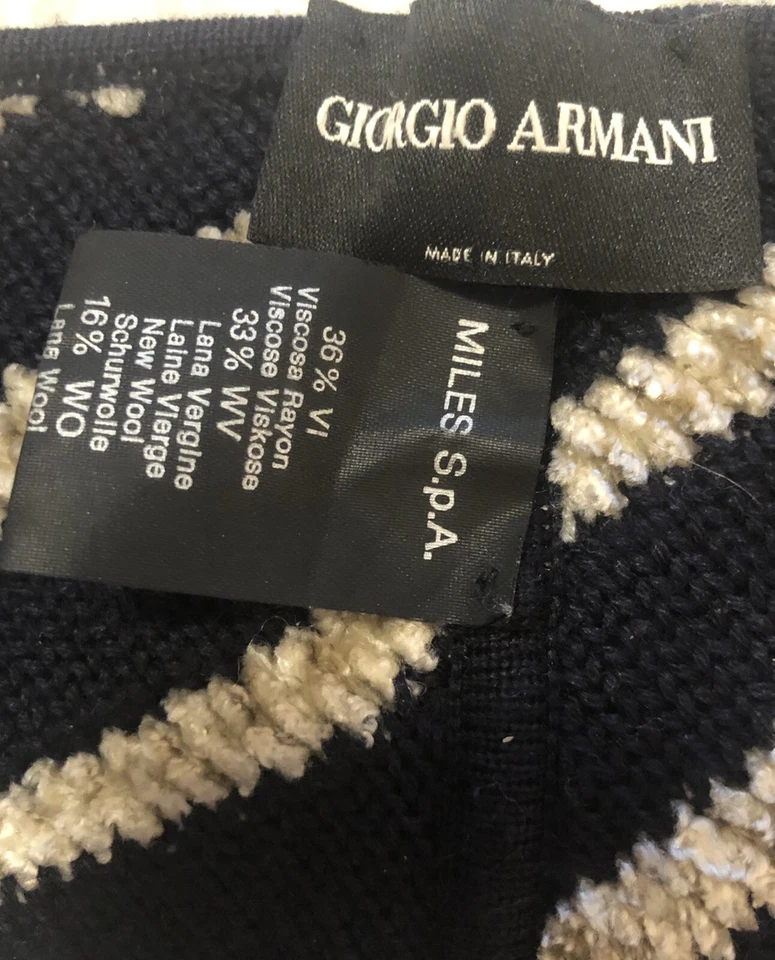 GIORGIO ARMANI
MADE IN ITALY
MILES S.p.A.
36% VI
Viscosa Rayon
Viscose Viskose
33% WV
Lana Vergine
Laine Vierge
New Wool
Schurwolle
16% WO
Lana Wool